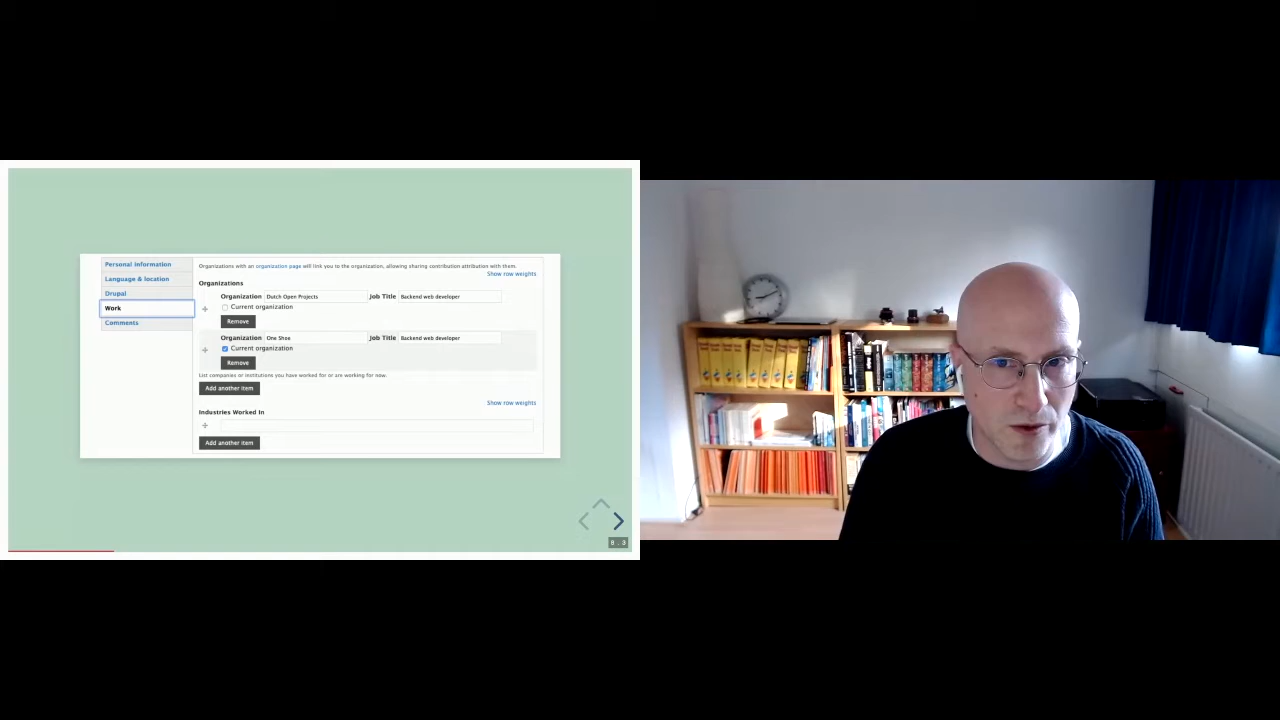 Personal Information
Language & location
Drupal
Work
Comments
Organizations with an organization page will link you to the organization, allowing sharing contribution attribution with them.
Show row weights
Organizations
Organization Dutch Open Projects Job Title Backend web developer
Current organization
Remove
Organization One Shoe Job Title Backend web developer
Current organization
Remove
List companies or institutions you have worked for or are working for now.
Add another item
Show row weights
Industries Worked In
Add another item